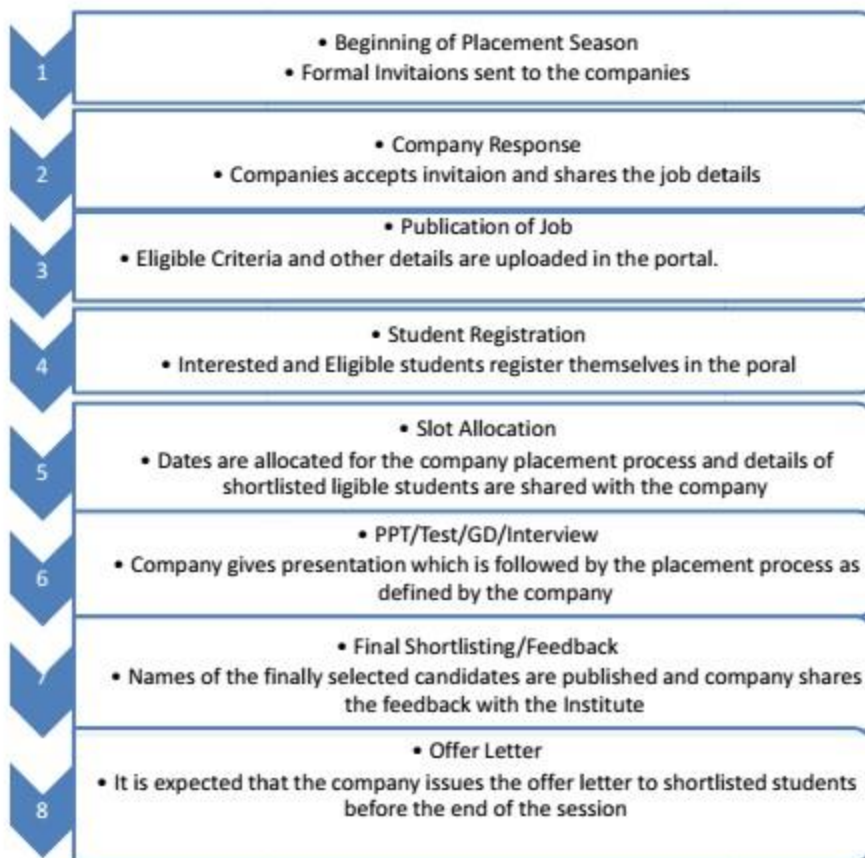 1
• Beginning of Placement Season
• Formal Invitaions sent to the companies
2
• Company Response
• Companies accepts invitaion and shares the job details
3
• Publication of Job
• Eligible Criteria and other details are uploaded in the portal.
4
• Student Registration
• Interested and Eligible students register themselves in the poral
5
• Slot Allocation
• Dates are allocated for the company placement process and details of
shortlisted ligible students are shared with the company
6
• PPT/Test/GD/Interview
• Company gives presentation which is followed by the placement process as
defined by the company
7
• Final Shortlisting/Feedback
• Names of the finally selected candidates are published and company shares
the feedback with the Institute
8
• Offer Letter
• It is expected that the company issues the offer letter to shortlisted students
before the end of the session